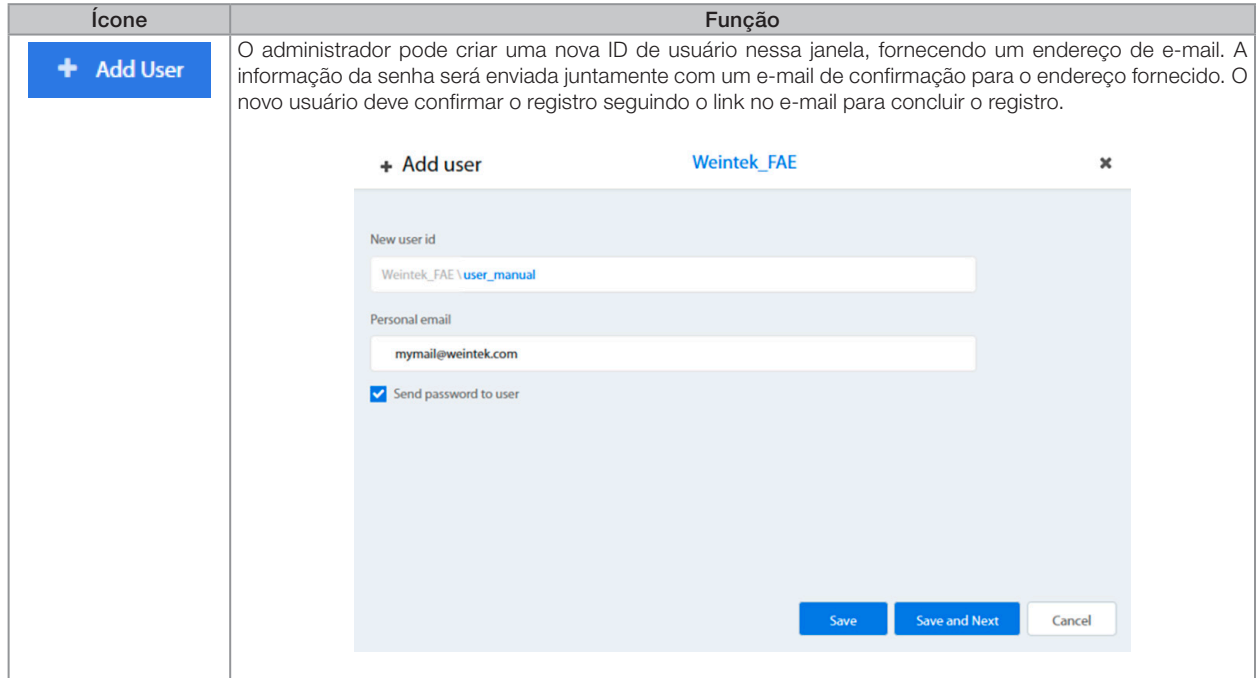 Ícone
Função
+ Add User
O administrador pode criar uma nova ID de usuário nessa janela, fornecendo um endereço de e-mail. A
informação da senha será enviada juntamente com um e-mail de confirmação para o endereço fornecido. O
novo usuário deve confirmar o registro seguindo o link no e-mail para concluir o registro.
+ Add user
Weintek_FAE
New user id
Weintek_FAE \ user_manual
Personal email
mymail@weintek.com
Send password to user
Save
Save and Next
Cancel